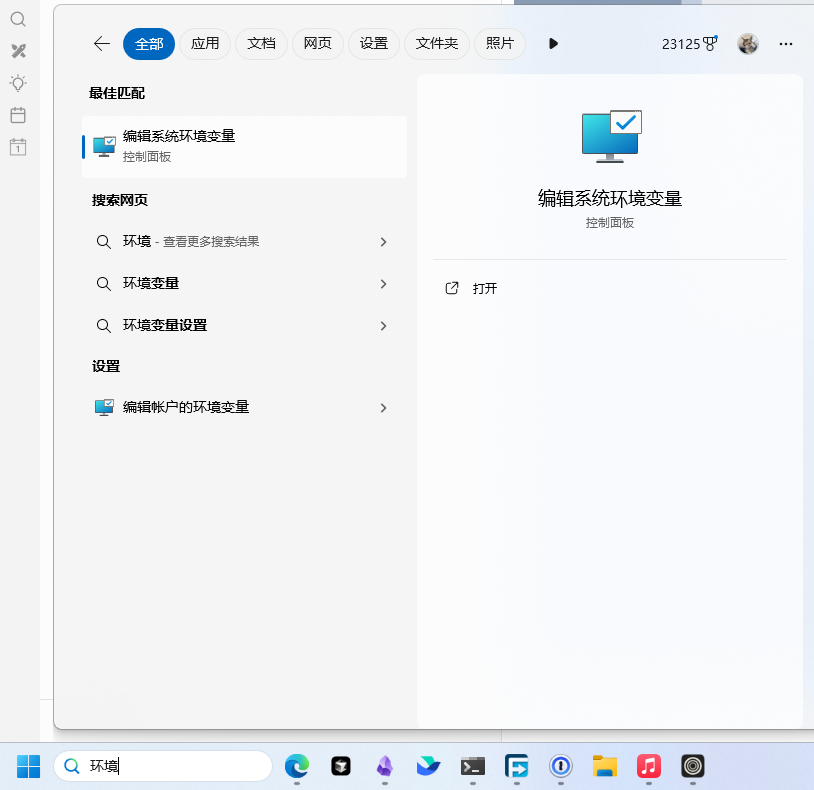 全部 应用 文档 网页 设置 文件夹 照片 23125
最佳匹配
编辑系统环境变量
控制面板
搜索网页
环境 - 查看更多搜索结果
环境变量
环境变量设置
设置
编辑帐户的环境变量
编辑系统环境变量
控制面板
打开
1
环境